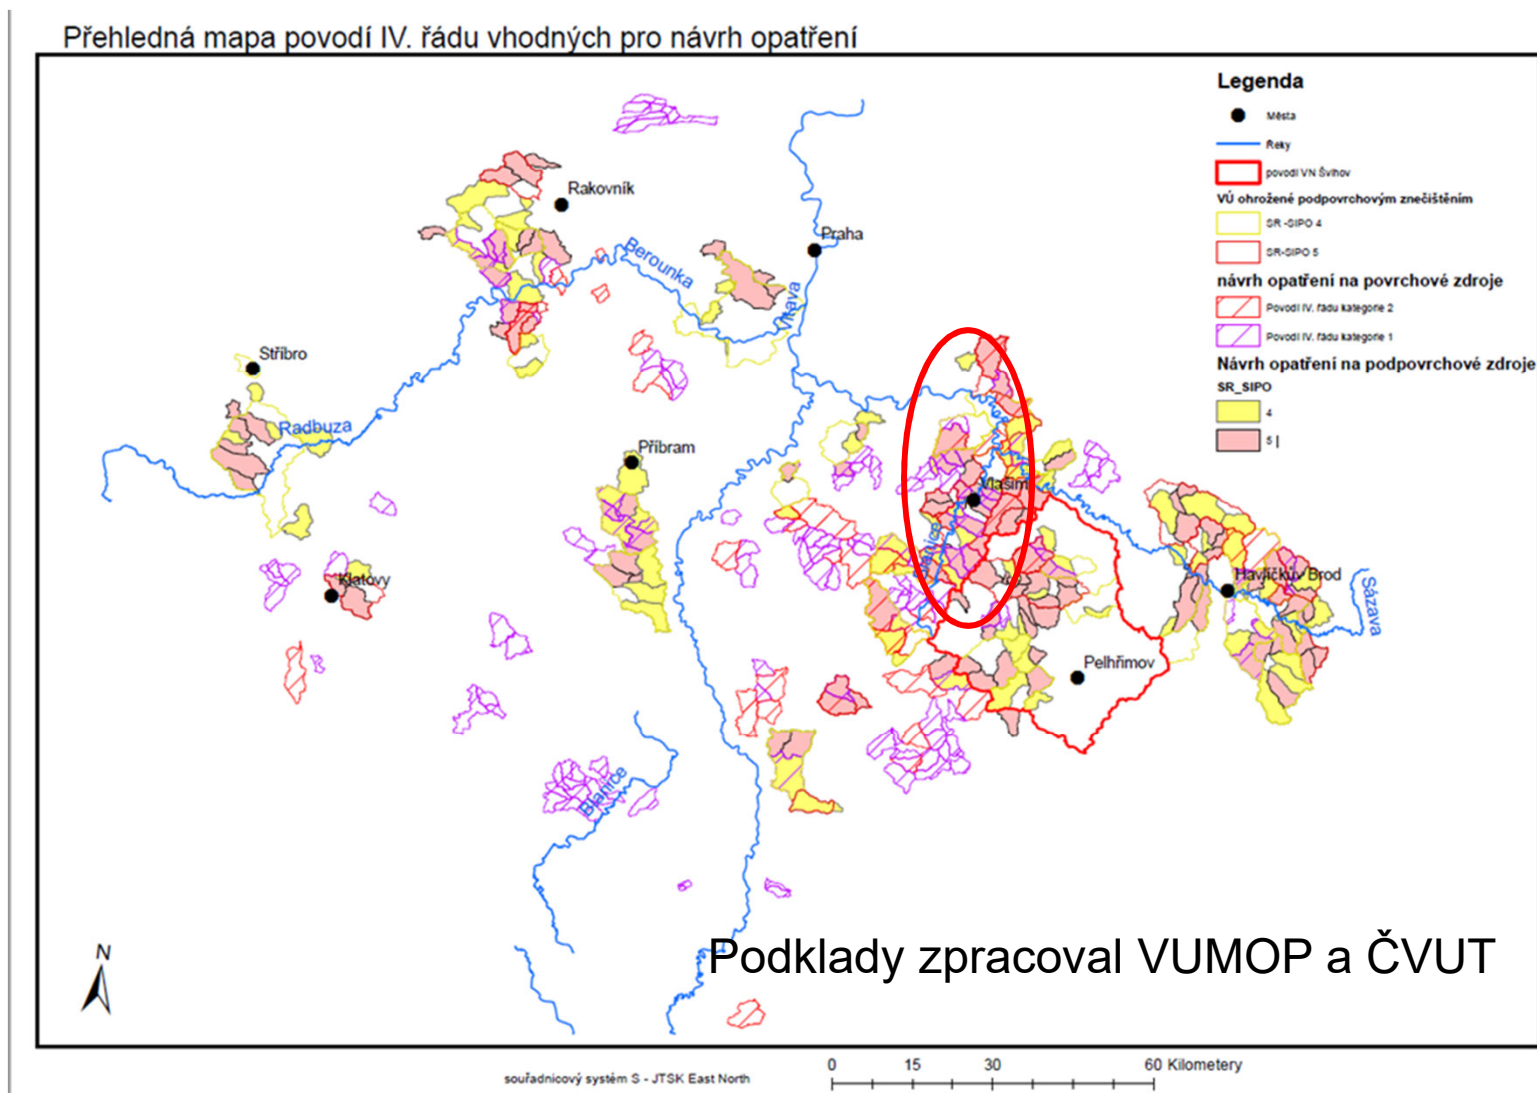 Přehledná mapa povodí IV. řádu vhodných pro návrh opatření
Legenda
Města
Řeky
povodí VN Švihov
VÚ ohrožené podpovrchovým znečištěním
SR-SIPO 4
SR-SIPO 5
návrh opatření na povrchové zdroje
Povodí IV. řádu kategorie 2
Povodí IV. řádu kategorie 1
Návrh opatření na podpovrchové zdroje
SR_SIPO
4
5
Rakovník
Praha
Berounka
Vltava
Stříbro
Radbuza
Příbram
Vlašim
Blanice
Klatovy
Havlíčkův Brod
Sázava
Pelhřimov
Blanice
Podklady zpracoval VUMOP a ČVUT
N
souřadnicový systém S - JTSK East North
0 15 30 60 Kilometery